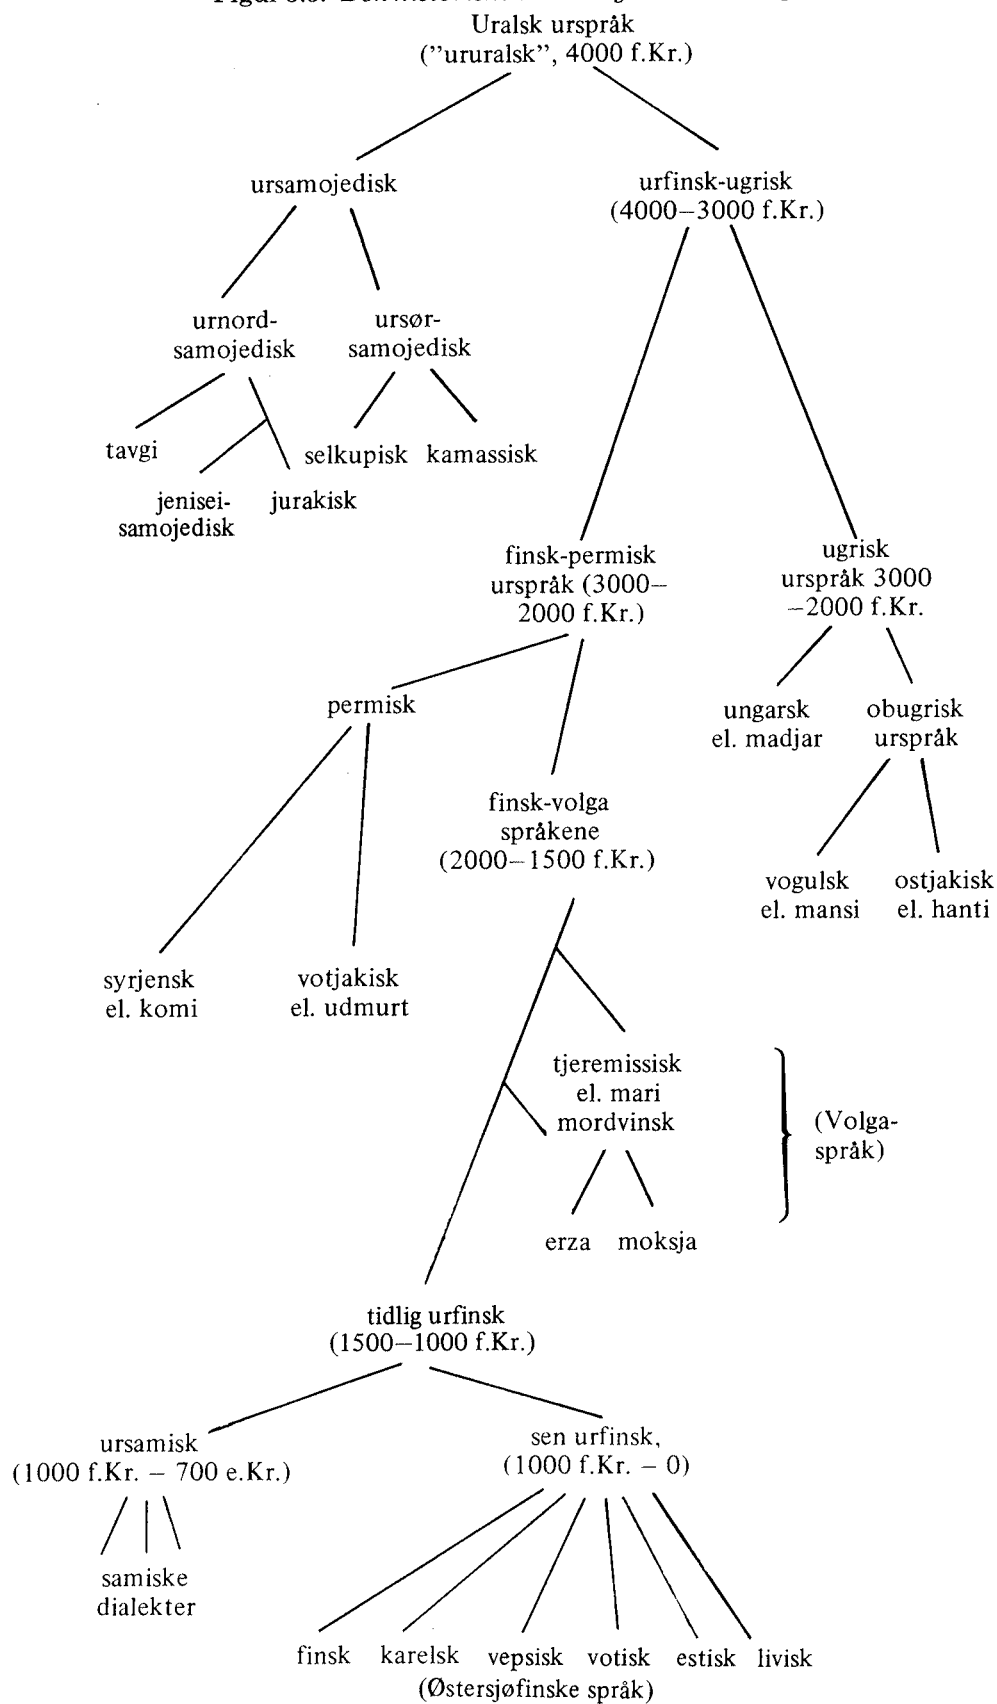 Uralsk urspråk
("ururalsk", 4000 f.Kr.)
ursamojedisk
urfinsk-ugrisk
(4000–3000 f.Kr.)
urnord-
samojedisk
ursør-
samojedisk
tavgi
selkupisk kamassisk
jenisei-
samojedisk
jurakisk
finsk-permisk
urspråk (3000–
2000 f.Kr.)
ugrisk
urspråk 3000
–2000 f.Kr.
permisk
ungarsk
el. madjar
obugrisk
urspråk
finsk-volga
språkene
(2000–1500 f.Kr.)
vogulsk
el. mansi
ostjakisk
el. hanti
syrjensk
el. komi
votjakisk
el. udmurt
tjeremissisk
el. mari
mordvinsk
(Volga-
språk)
erza moksja
tidlig urfinsk
(1500–1000 f.Kr.)
ursamisk
(1000 f.Kr. – 700 e.Kr.)
sen urfinsk,
(1000 f.Kr. – 0)
samiske
dialekter
finsk karelsk vepsisk votisk estisk livisk
(Østersjøfinske språk)